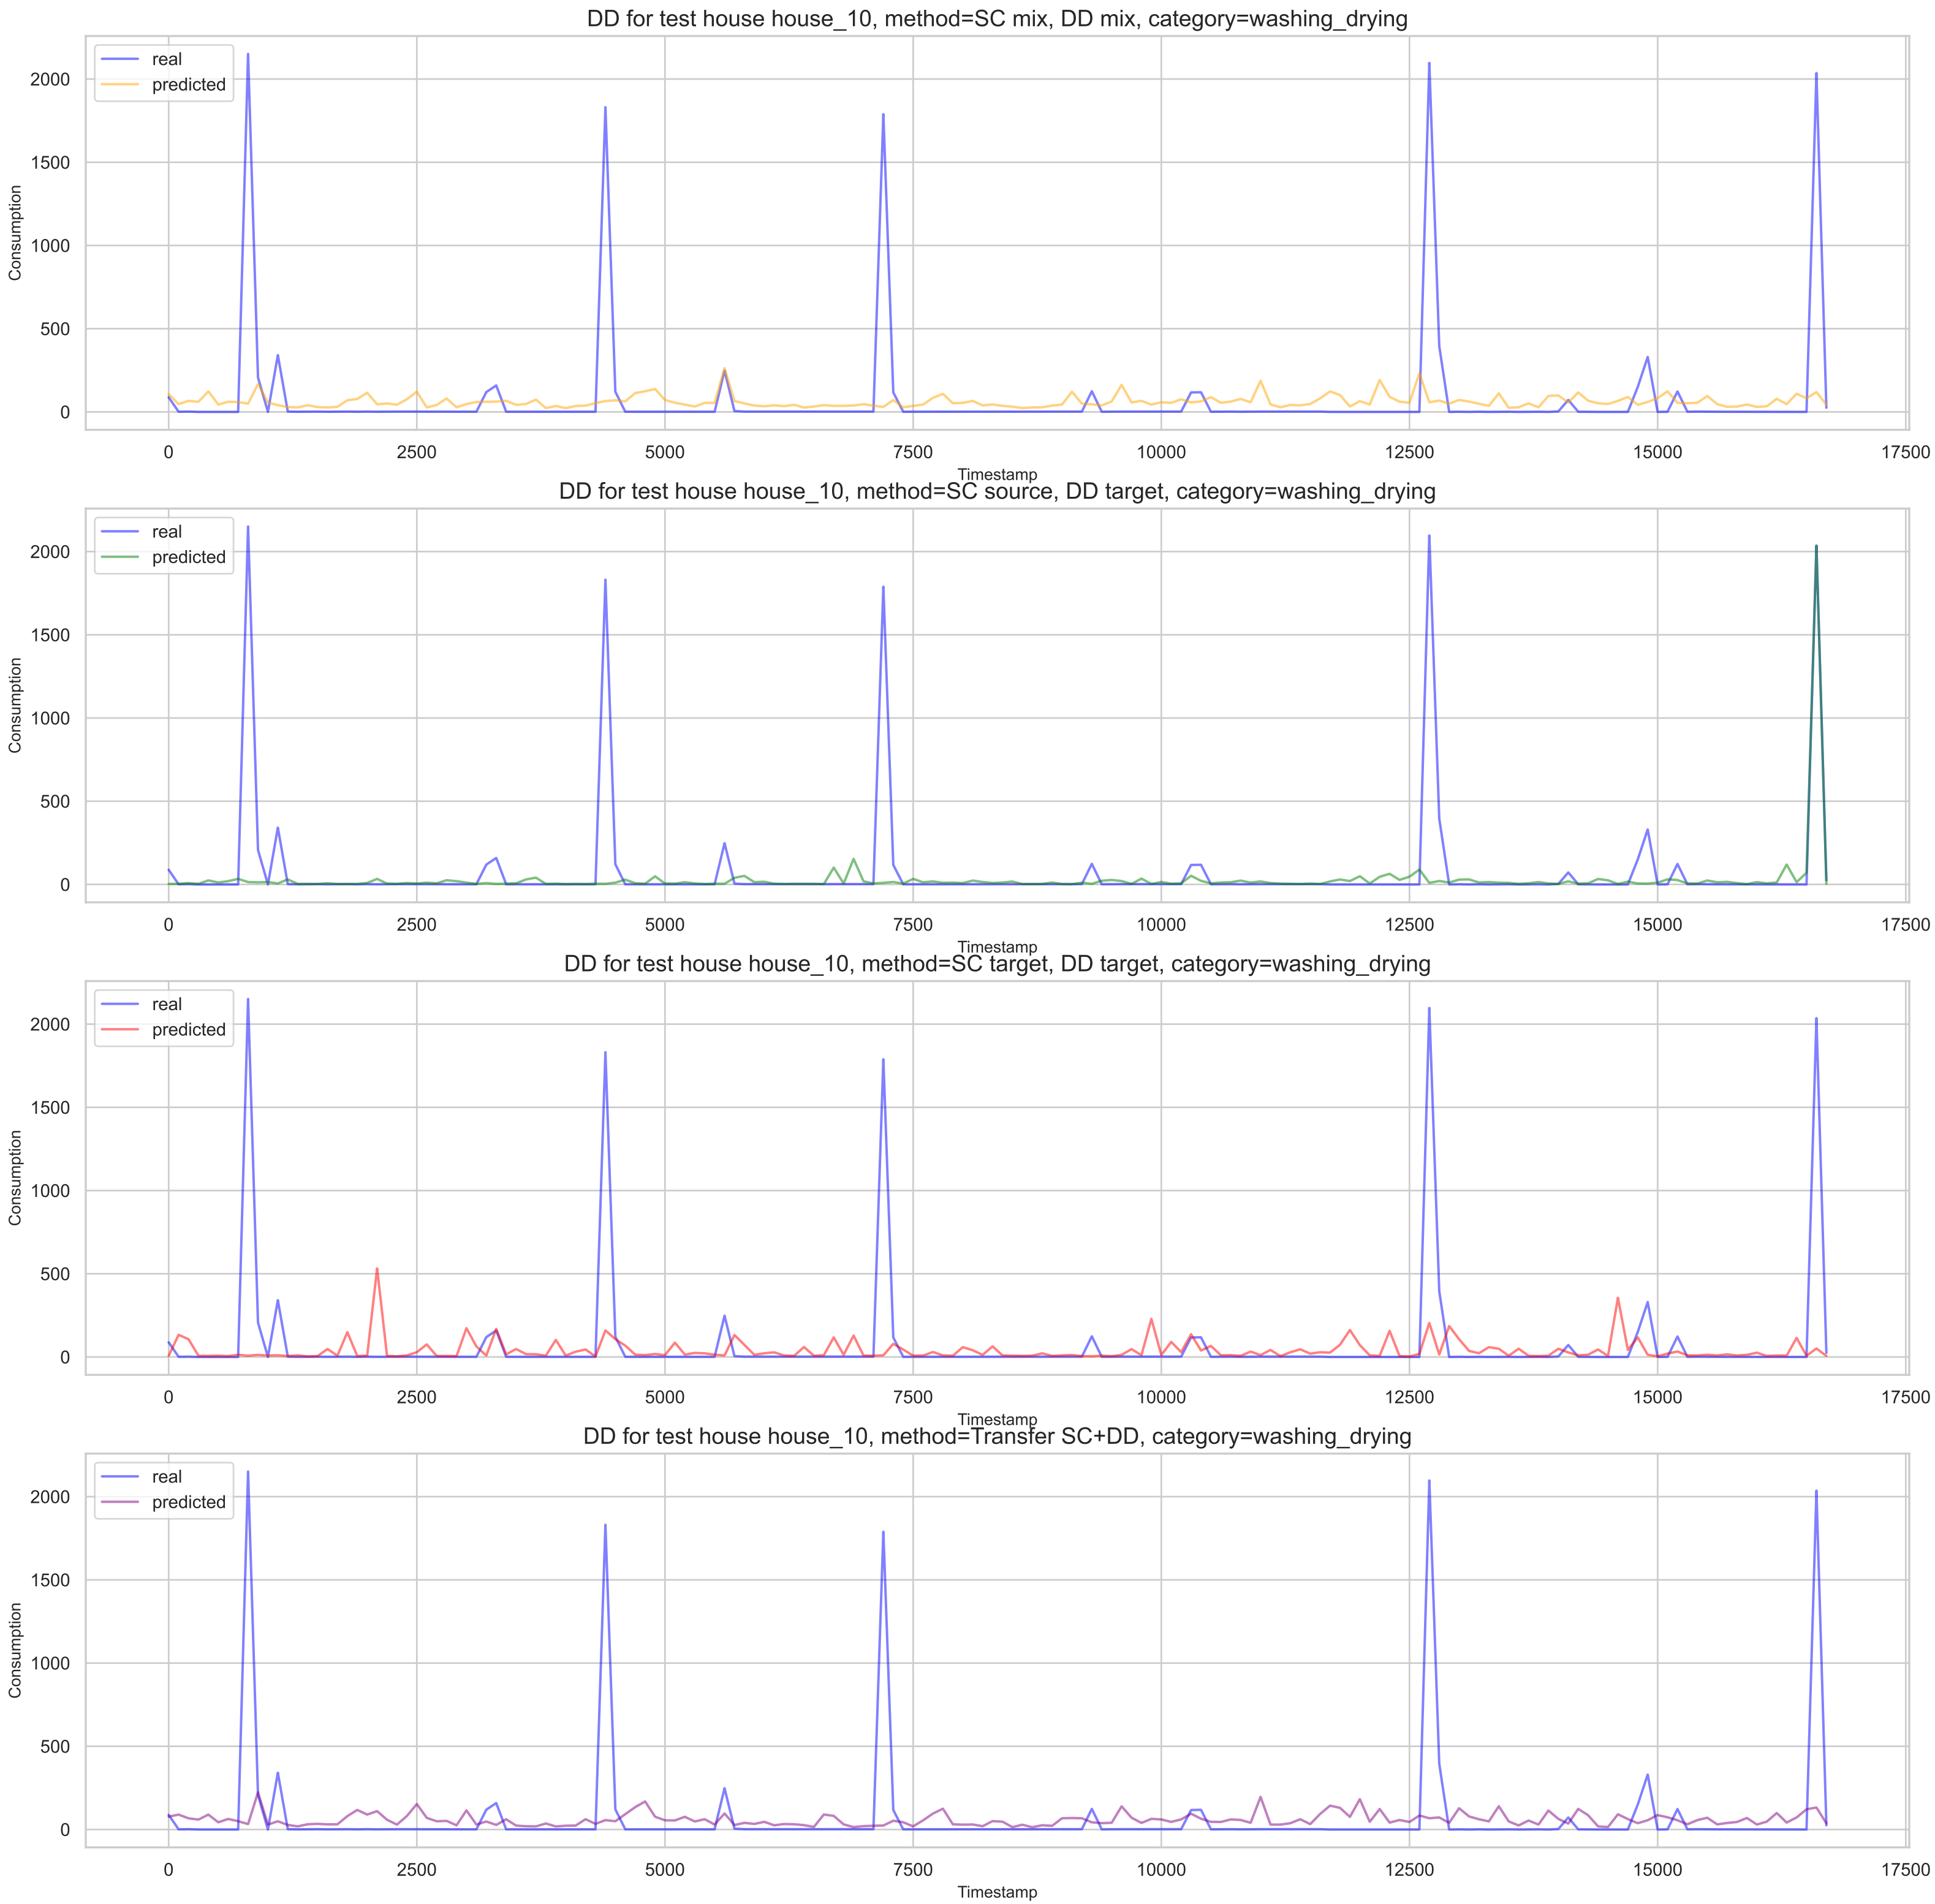 DD for test house house_10, method=SC mix, DD mix, category=washing_drying
real
predicted
2000
1500
1000
500
0
Consumption
0 2500 5000 7500 10000 12500 15000 17500
Timestamp
DD for test house house_10, method=SC source, DD target, category=washing_drying
real
predicted
2000
1500
1000
500
0
Consumption
0 2500 5000 7500 10000 12500 15000 17500
Timestamp
DD for test house house_10, method=SC target, DD target, category=washing_drying
real
predicted
2000
1500
1000
500
0
Consumption
0 2500 5000 7500 10000 12500 15000 17500
Timestamp
DD for test house house_10, method=Transfer SC+DD, category=washing_drying
real
predicted
2000
1500
1000
500
0
Consumption
0 2500 5000 7500 10000 12500 15000 17500
Timestamp